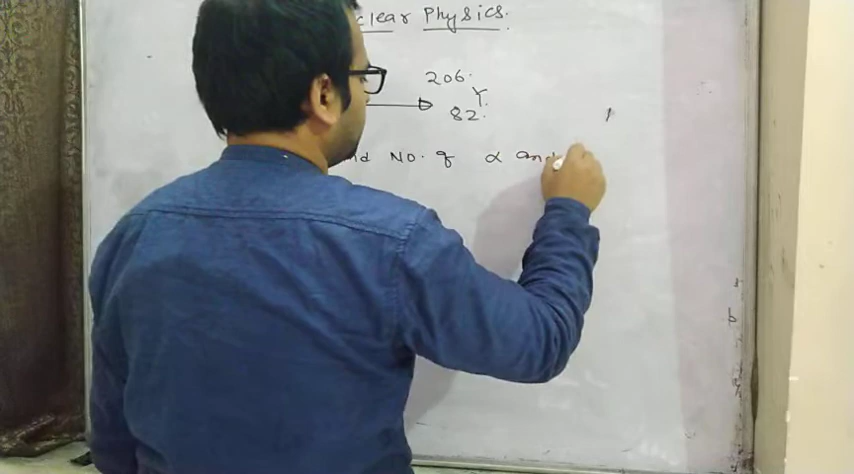 clear Physics.
206.
Y.
82.
nd No. of α and